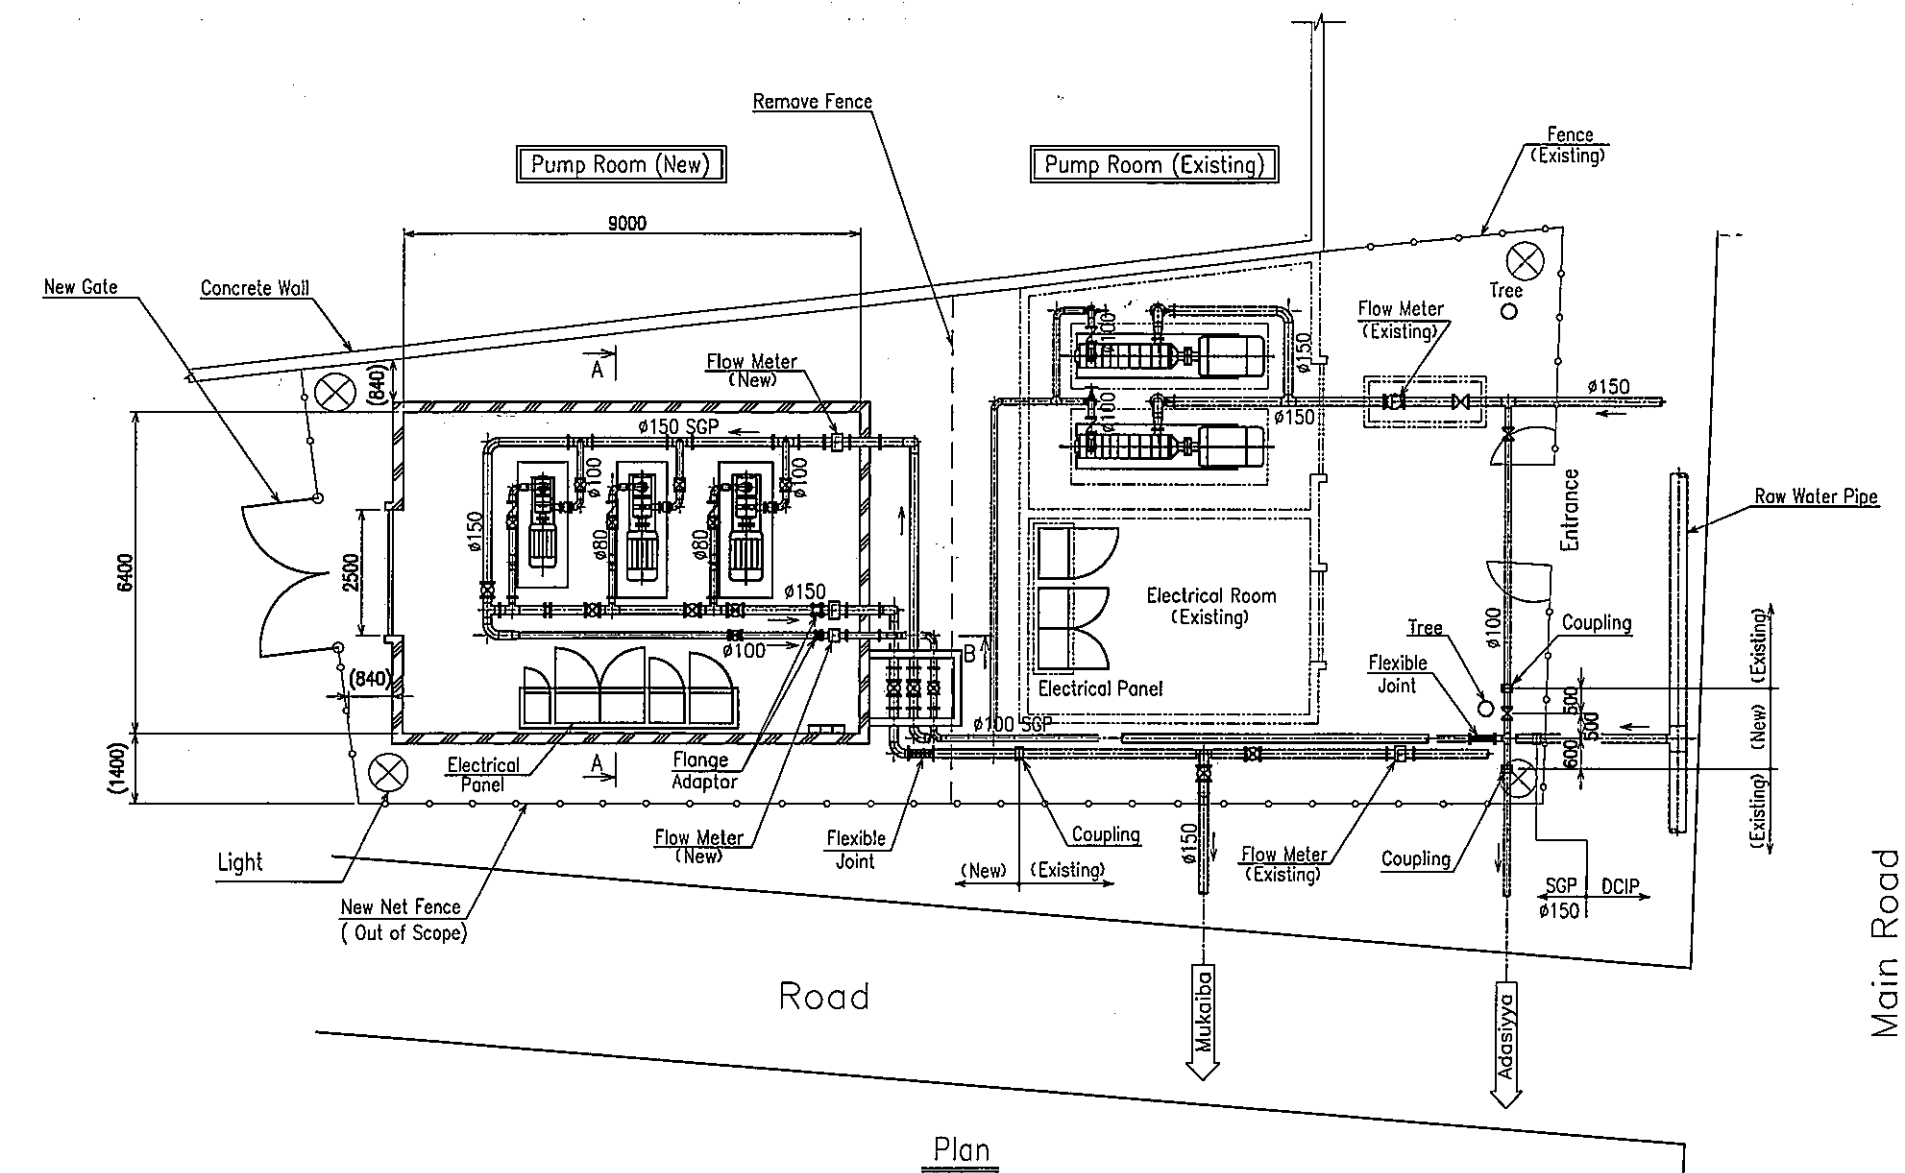 Remove Fence
Pump Room (New)
Pump Room (Existing)
Fence
(Existing)
9000
New Gate
Concrete Wall
Tree
Flow Meter
(Existing)
(840)
A
Flow Meter
(New)
ø100
ø150
ø150
ø150
ø100
ø150 SGP
ø100
ø100
Entrance
Raw Water Pipe
6400
2500
ø150
ø80
ø80
ø150
Electrical Room
(Existing)
ø100
Coupling
Tree
Flexible
Joint
(Existing)
ø100
B
(840)
Electrical Panel
500
500
(New)
ø100 SGP
600
(1400)
Electrical
Panel
A
Flange
Adaptor
(Existing)
Flow Meter
(New)
Flexible
Joint
Coupling
ø150
Flow Meter
(Existing)
Coupling
Light
(New)
(Existing)
SGP
DCIP
ø150
New Net Fence
( Out of Scope)
Road
Mukaiba
Adasiyya
Main Road
Plan